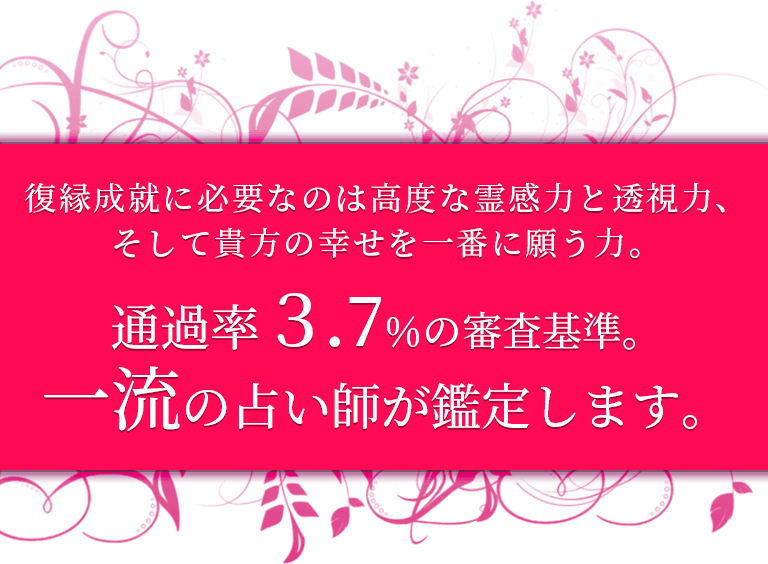 復縁成就に必要なのは高度な霊感力と透視力、
そして貴方の幸せを一番に願う力。
通過率 3.7%の審査基準。
一流の占い師が鑑定します。